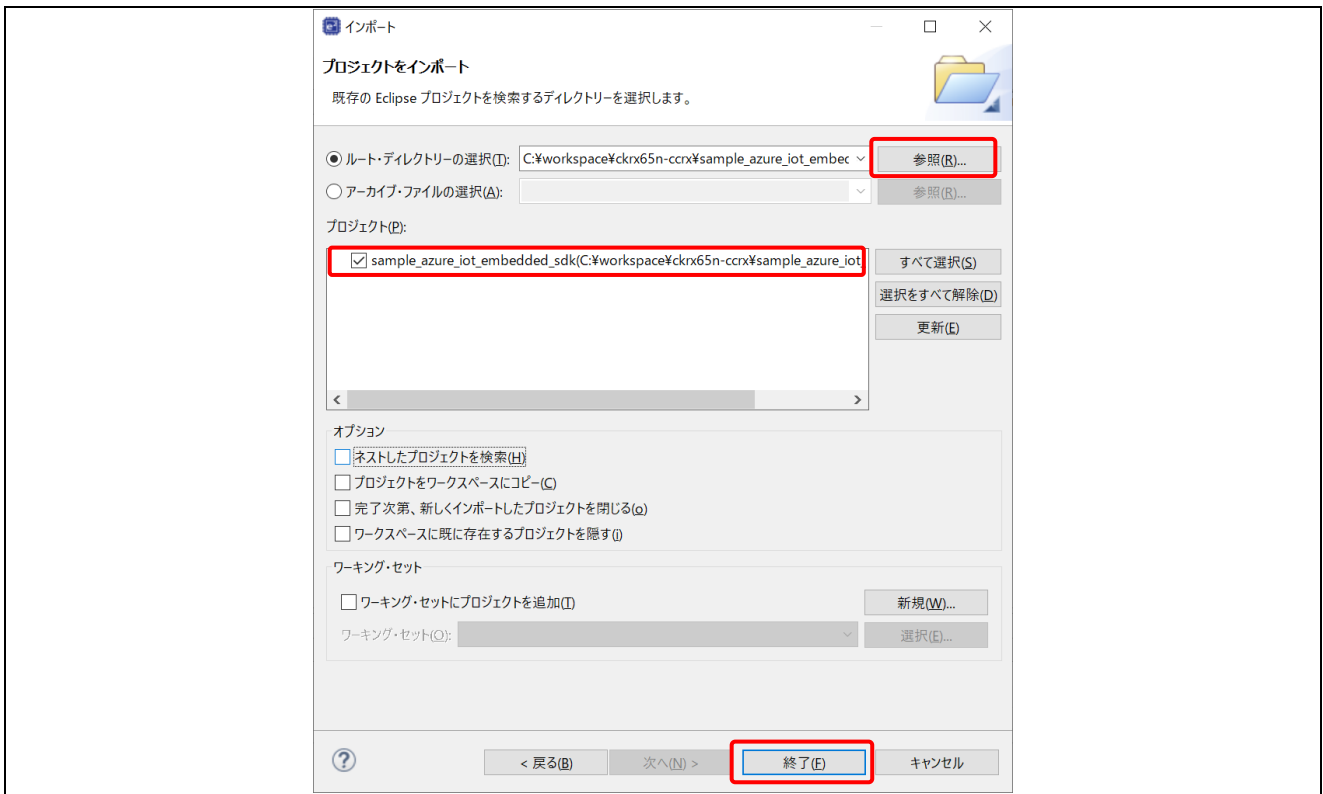 インポート
プロジェクトをインポート
既存の Eclipse プロジェクトを検索するディレクトリーを選択します。
ルート・ディレクトリーの選択(T): C:¥workspace¥ckrx65n-ccrx¥sample_azure_iot_embec 参照(R)...
アーカイブ・ファイルの選択(A): 参照(R)...
プロジェクト(P):
sample_azure_iot_embedded_sdk(C:¥workspace¥ckrx65n-ccrx¥sample_azure_iot_ すべて選択(S)
選択をすべて解除(D)
更新(E)
オプション
ネストしたプロジェクトを検索(H)
プロジェクトをワークスペースにコピー(C)
完了次第、新しくインポートしたプロジェクトを閉じる(o)
ワークスペースに既に存在するプロジェクトを隠す(i)
ワーキング・セット
ワーキング・セットにプロジェクトを追加(T) 新規(W)...
ワーキング・セット(O): 選択(E)...
< 戻る(B) 次へ(N) > 終了(F) キャンセル